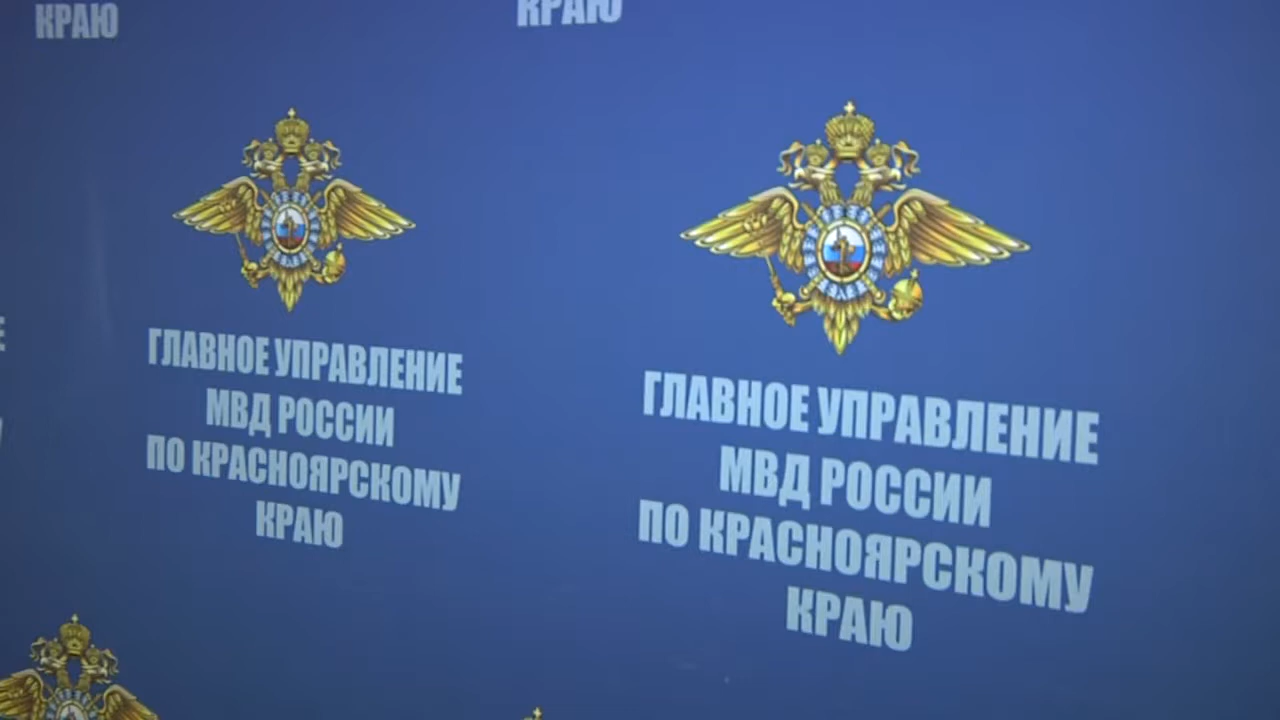 КРАЮ
КРАЮ
ГЛАВНОЕ УПРАВЛЕНИЕ
МВД РОССИИ
ПО КРАСНОЯРСКОМУ
КРАЮ
ГЛАВНОЕ УПРАВЛЕНИЕ
МВД РОССИИ
ПО КРАСНОЯРСКОМУ
КРАЮ